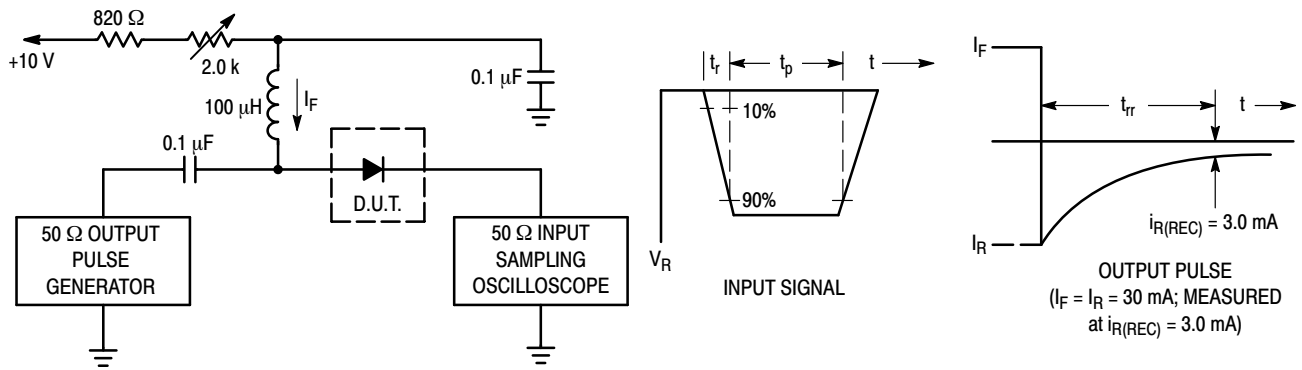 820 Ω
+10 V
2.0 k
100 μH
I_F
0.1 μF
0.1 μF
D.U.T.
50 Ω OUTPUT
PULSE
GENERATOR
50 Ω INPUT
SAMPLING
OSCILLOSCOPE
t_r
t_p
t
10%
90%
V_R
INPUT SIGNAL
I_F
t_rr
t
I_R
i_R(REC) = 3.0 mA
OUTPUT PULSE
(I_F = I_R = 30 mA; MEASURED
at i_R(REC) = 3.0 mA)